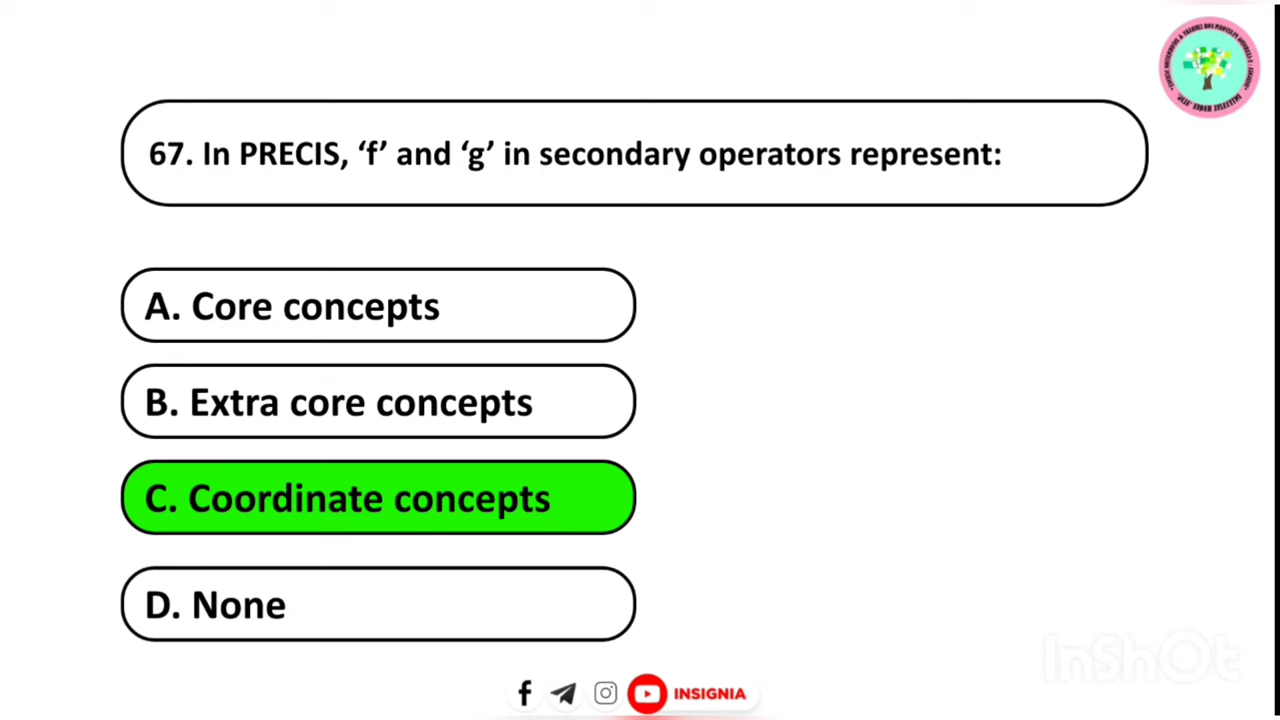 67. In PRECIS, ‘f’ and ‘g’ in secondary operators represent:
A. Core concepts
B. Extra core concepts
C. Coordinate concepts
D. None
InShOt
INSIGNIA